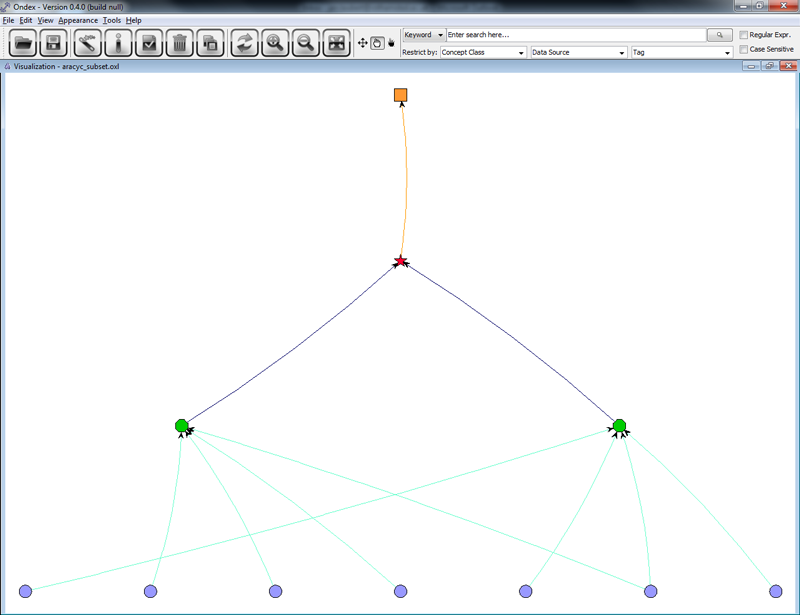 Ondex - Version 0.4.0 (build null)
File Edit View Appearance Tools Help
Keyword Enter search here... Regular Expr.
Restrict by: Concept Class Data Source Tag Case Sensitive
Visualization - aracyc_subset.oxl